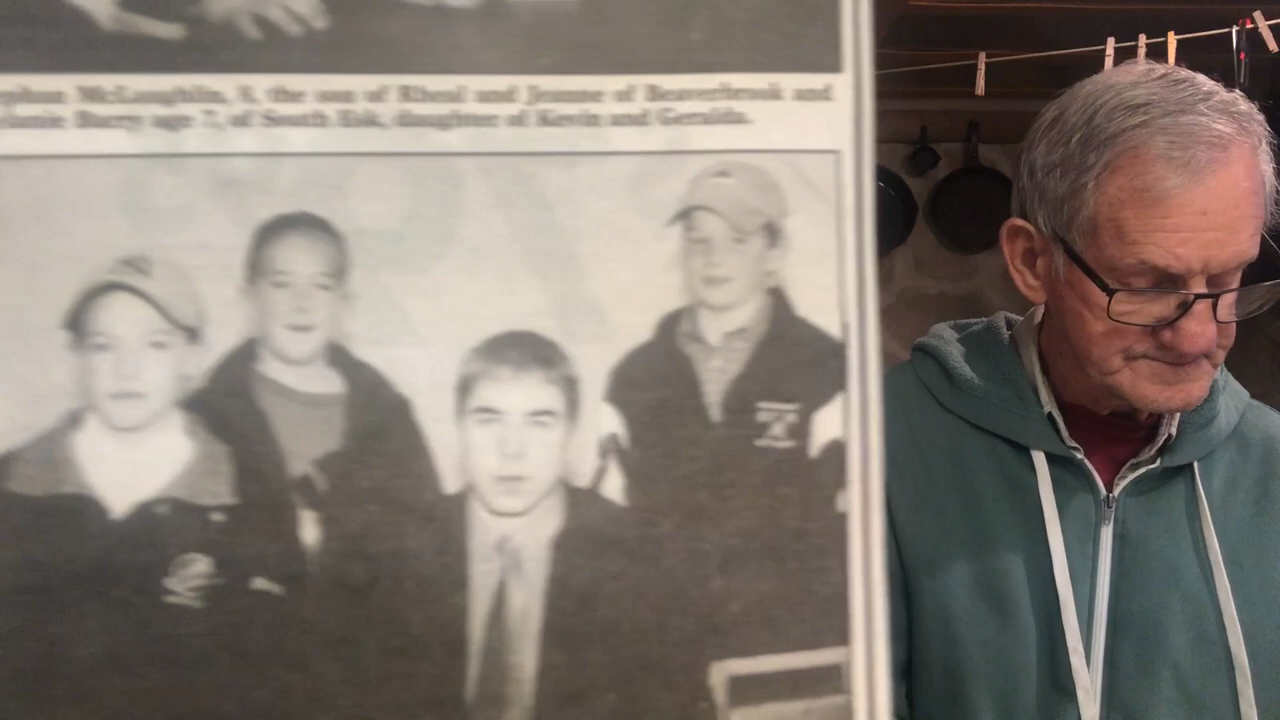 McLaughlin, 8, the son of Rheal and Jeanne of Beaverbrook and
Barry age 7, of South Esk, daughter of Kevin and Geralda.